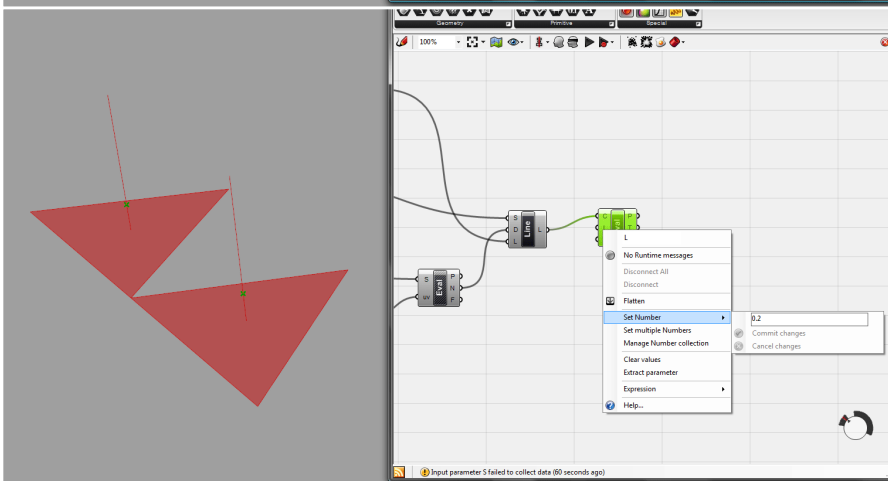 Geometry
Primitive
Special
100%
S
D
L
Line
L
C
L
P
T
S
uv
Eval
P
N
F
L
No Runtime messages
Disconnect All
Disconnect
Flatten
Set Number
0.2
Set multiple Numbers
Commit changes
Manage Number collection
Cancel changes
Clear values
Extract parameter
Expression
Help...
Input parameter S failed to collect data (60 seconds ago)